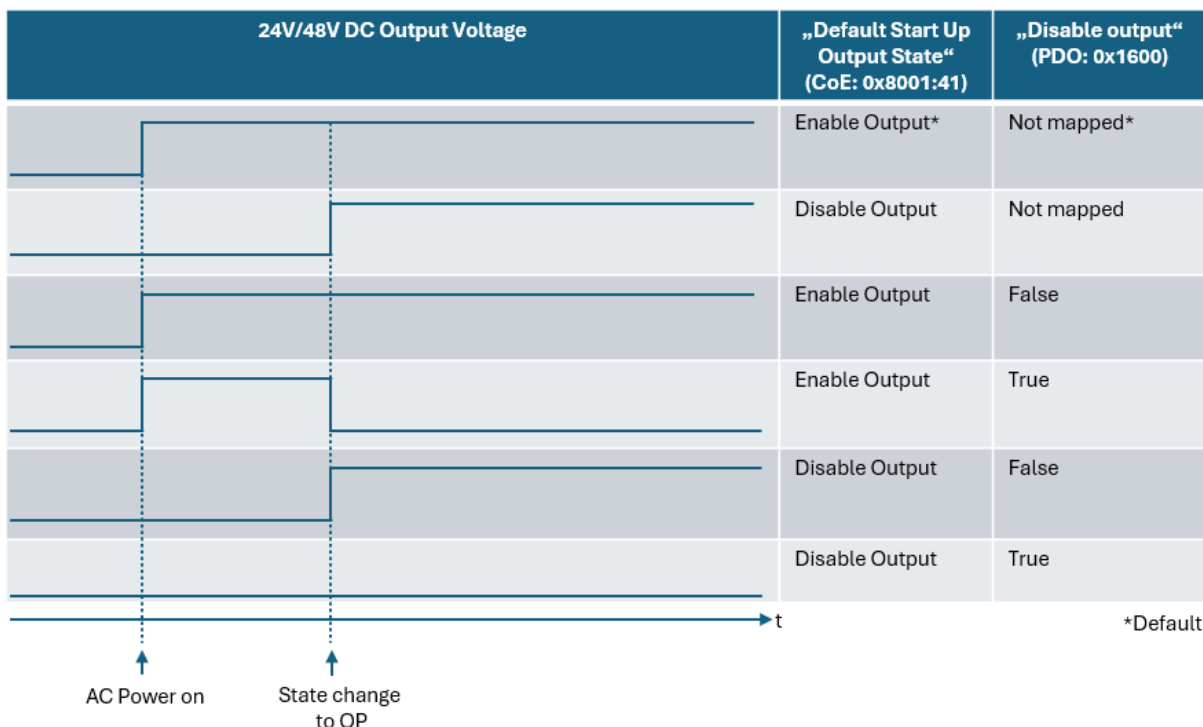 24V/48V DC Output Voltage
„Default Start Up
Output State“
(CoE: 0x8001:41)
„Disable output“
(PDO: 0x1600)
Enable Output*
Not mapped*
Disable Output
Not mapped
Enable Output
False
Enable Output
True
Disable Output
False
Disable Output
True
t
*Default
AC Power on
State change
to OP